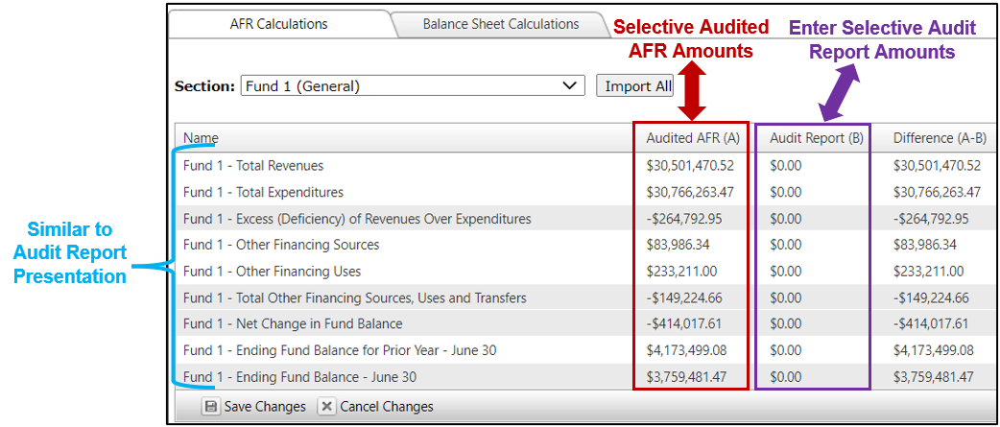 AFR Calculations Balance Sheet Calculations
Selective Audited
AFR Amounts
Enter Selective Audit
Report Amounts
Section: Fund 1 (General) Import All
Name Audited AFR (A) Audit Report (B) Difference (A-B)
Fund 1 - Total Revenues $30,501,470.52 $0.00 $30,501,470.52
Fund 1 - Total Expenditures $30,766,263.47 $0.00 $30,766,263.47
Fund 1 - Excess (Deficiency) of Revenues Over Expenditures -$264,792.95 $0.00 -$264,792.95
Fund 1 - Other Financing Sources $83,986.34 $0.00 $83,986.34
Fund 1 - Other Financing Uses $233,211.00 $0.00 $233,211.00
Fund 1 - Total Other Financing Sources, Uses and Transfers -$149,224.66 $0.00 -$149,224.66
Fund 1 - Net Change in Fund Balance -$414,017.61 $0.00 -$414,017.61
Fund 1 - Ending Fund Balance for Prior Year - June 30 $4,173,499.08 $0.00 $4,173,499.08
Fund 1 - Ending Fund Balance - June 30 $3,759,481.47 $0.00 $3,759,481.47
Save Changes Cancel Changes
Similar to
Audit Report
Presentation